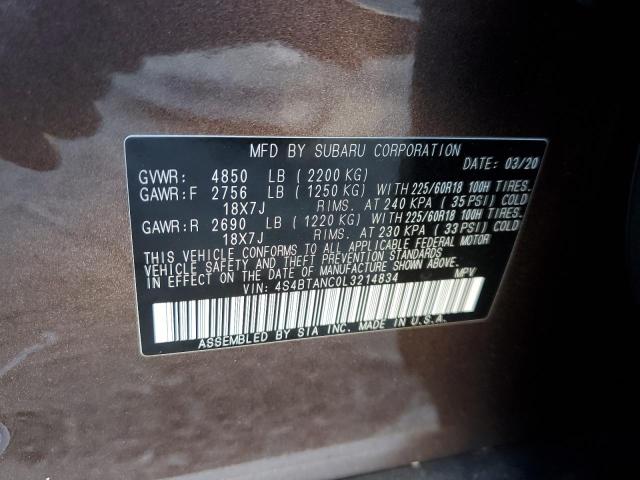 MFD BY SUBARU CORPORATION
DATE: 03/20
GVWR: 4850 LB (2200 KG)
GAWR:F 2756 LB (1250 KG) WITH 225/60R18 100H TIRES.
18X7J RIMS. AT 240 KPA (35 PSI) COLD
GAWR:R 2690 LB (1220 KG) WITH 225/60R18 100H TIRES.
18X7J RIMS. AT 230 KPA (33 PSI) COLD
THIS VEHICLE CONFORMS TO ALL APPLICABLE FEDERAL MOTOR
VEHICLE SAFETY AND THEFT PREVENTION STANDARDS
IN EFFECT ON THE DATE OF MANUFACTURE SHOWN ABOVE.
VIN: 4S4BTANC0L3214834 MPV
ASSEMBLED BY SIA INC. MADE IN U.S.A.